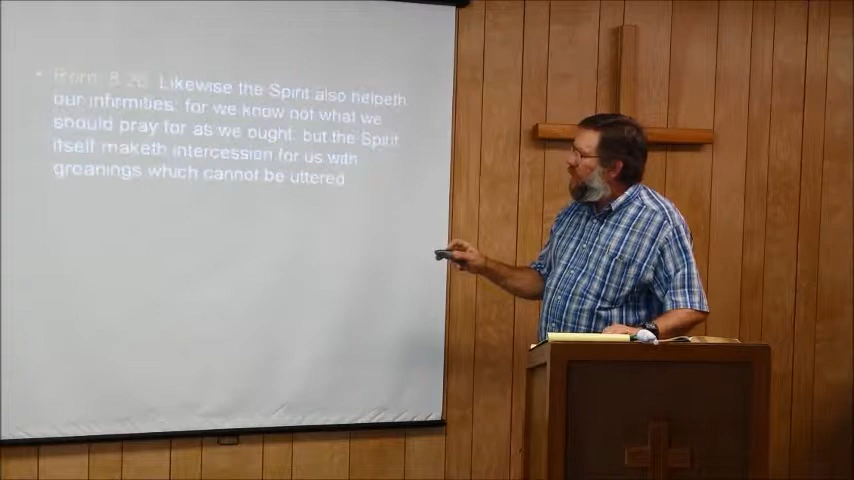 • Rom. 8:26 Likewise the Spirit also helpeth
our infirmities: for we know not what we
should pray for as we ought: but the Spirit
itself maketh intercession for us with
groanings which cannot be uttered